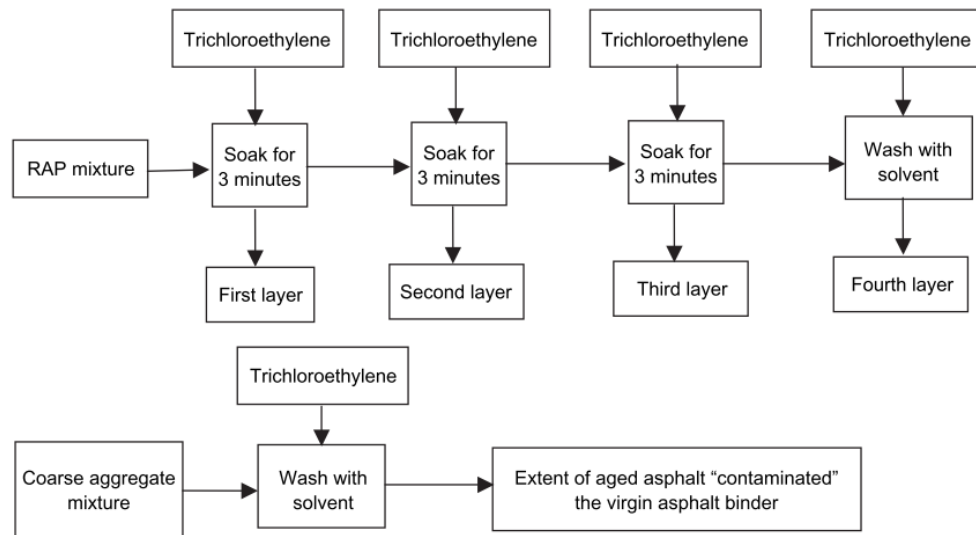 Trichloroethylene
Trichloroethylene
Trichloroethylene
Trichloroethylene
RAP mixture
Soak for
3 minutes
Soak for
3 minutes
Soak for
3 minutes
Wash with
solvent
First layer
Second layer
Third layer
Fourth layer
Trichloroethylene
Coarse aggregate
mixture
Wash with
solvent
Extent of aged asphalt “contaminated”
the virgin asphalt binder